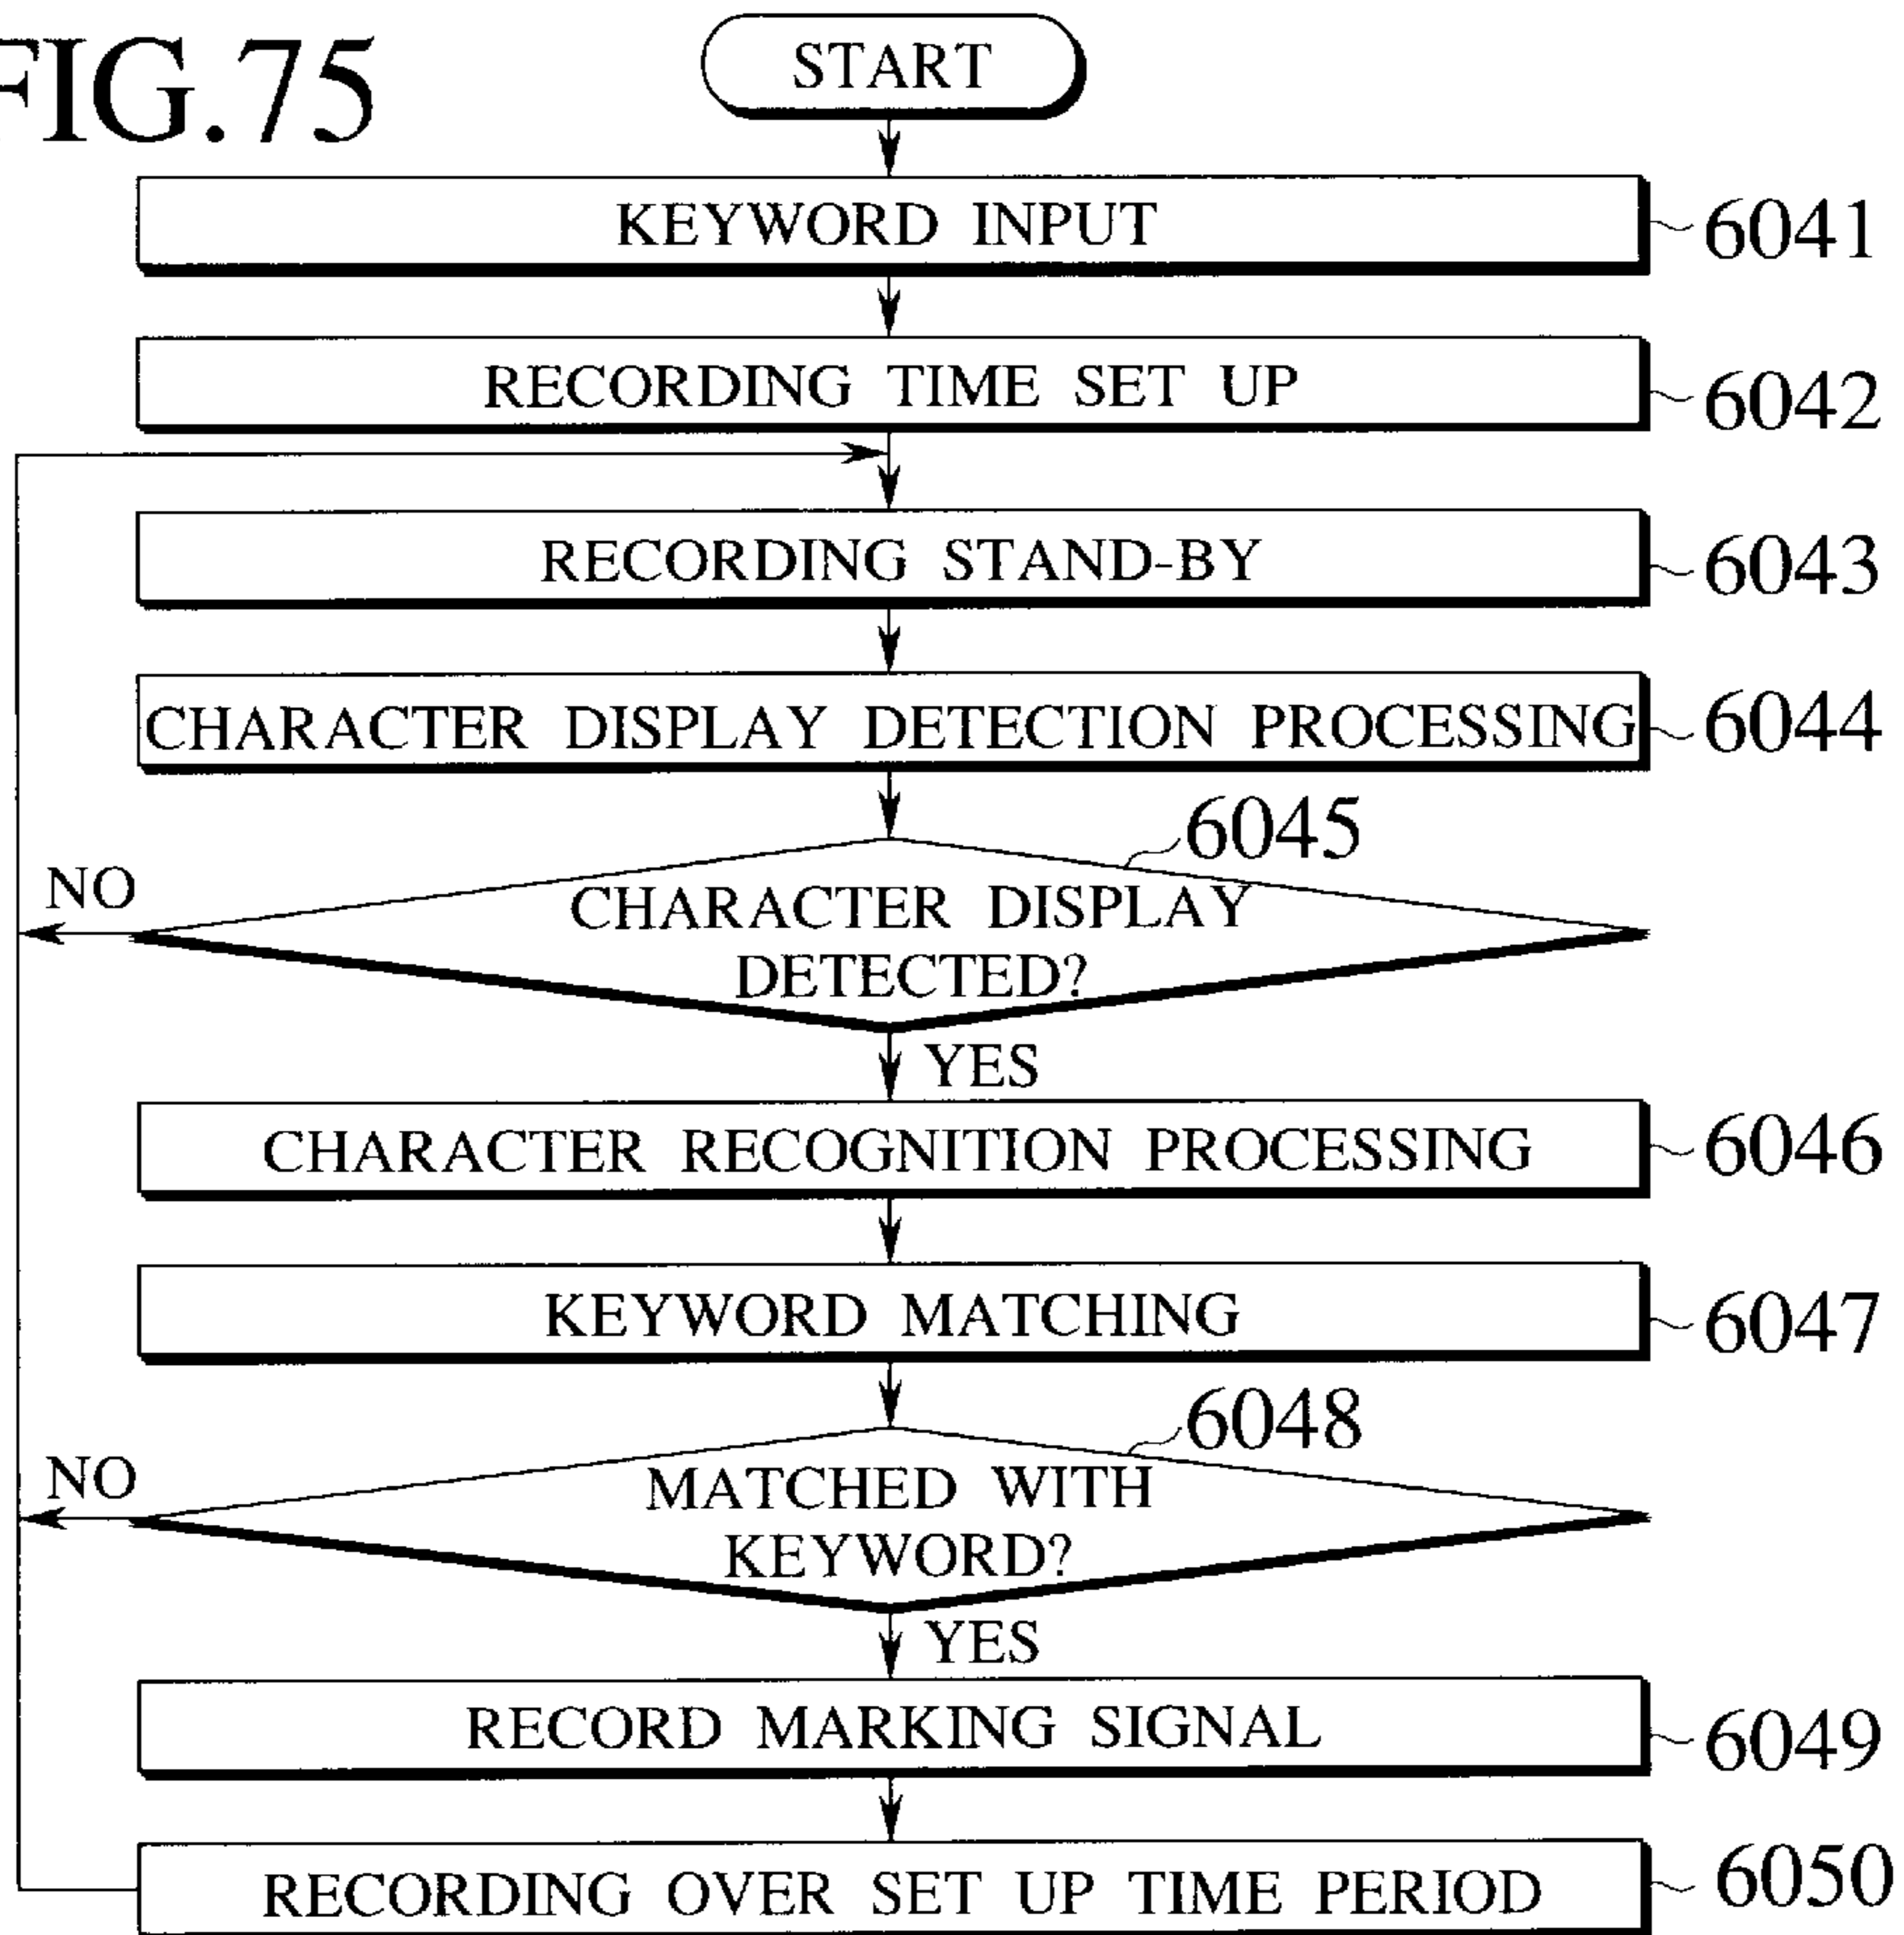 FIG.75
START
KEYWORD INPUT
6041
RECORDING TIME SET UP
6042
RECORDING STAND-BY
6043
CHARACTER DISPLAY DETECTION PROCESSING
6044
6045
NO
CHARACTER DISPLAY
DETECTED?
YES
CHARACTER RECOGNITION PROCESSING
6046
KEYWORD MATCHING
6047
6048
NO
MATCHED WITH
KEYWORD?
YES
RECORD MARKING SIGNAL
6049
RECORDING OVER SET UP TIME PERIOD
6050